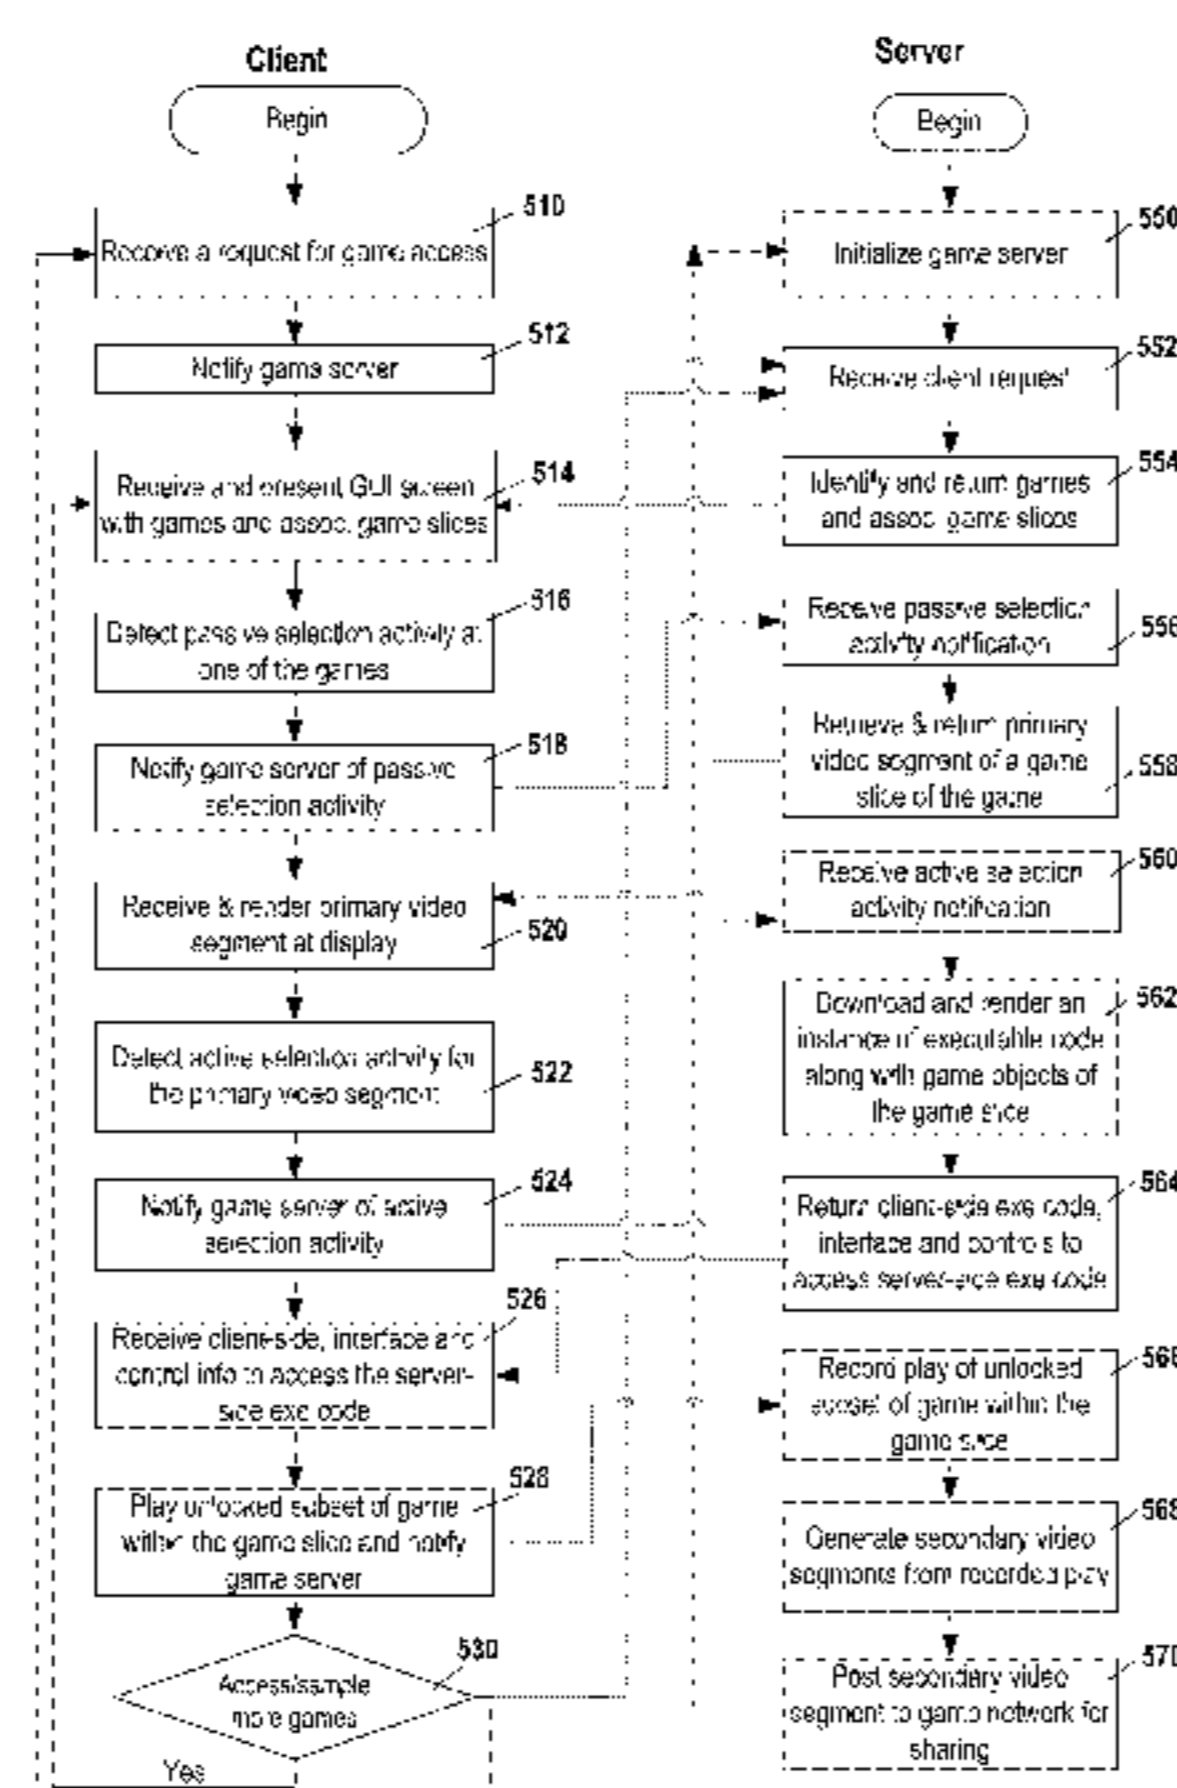 Client
Begin
510
Receive a request for game access
512
Notify game server
514
Receive and present GUI screen
with games and assoc. game slices
516
Detect passive selection activity at
one of the games
518
Notify game server of passive
selection activity
Receive & render primary video
segment at display
520
Detect active selection activity for
the primary video segment
522
524
Notify game server of active
selection activity
526
Receive client-side, interface and
control info to access the server-
side exe code
528
Play unlocked subset of game
within the game slice and notify
game server
530
Access/sample
more games
Yes
Server
Begin
550
Initialize game server
552
Receive client request
554
Identify and return games
and assoc. game slices
Receive passive selection
activity notification
556
Retrieve & return primary
video segment of a game
slice of the game
558
560
Receive active selection
activity notification
562
Download and render an
instance of executable code
along with game objects of
the game slice
564
Return client-side exe code,
interface and controls to
access server-side exe code
566
Record play of unlocked
subset of game within the
game slice
568
Generate secondary video
segments from recorded play
570
Post secondary video
segment to game network for
sharing